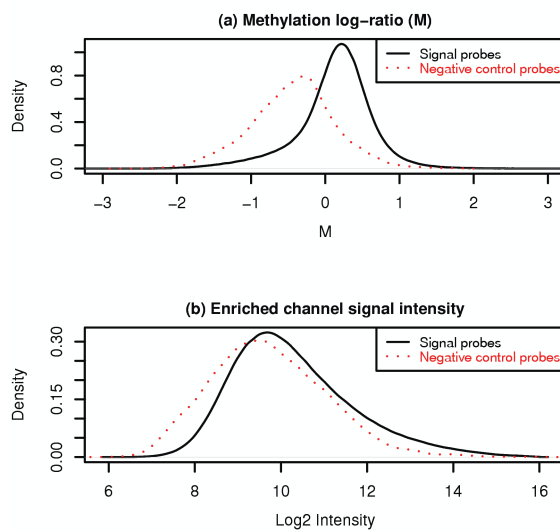 (a) Methylation log−ratio (M)
Signal probes
Negative control probes
Density
0.0
0.4
0.8
−3
−2
−1
0
1
2
3
M
(b) Enriched channel signal intensity
Signal probes
Negative control probes
Density
0.00
0.15
0.30
6
8
10
12
14
16
Log2 Intensity